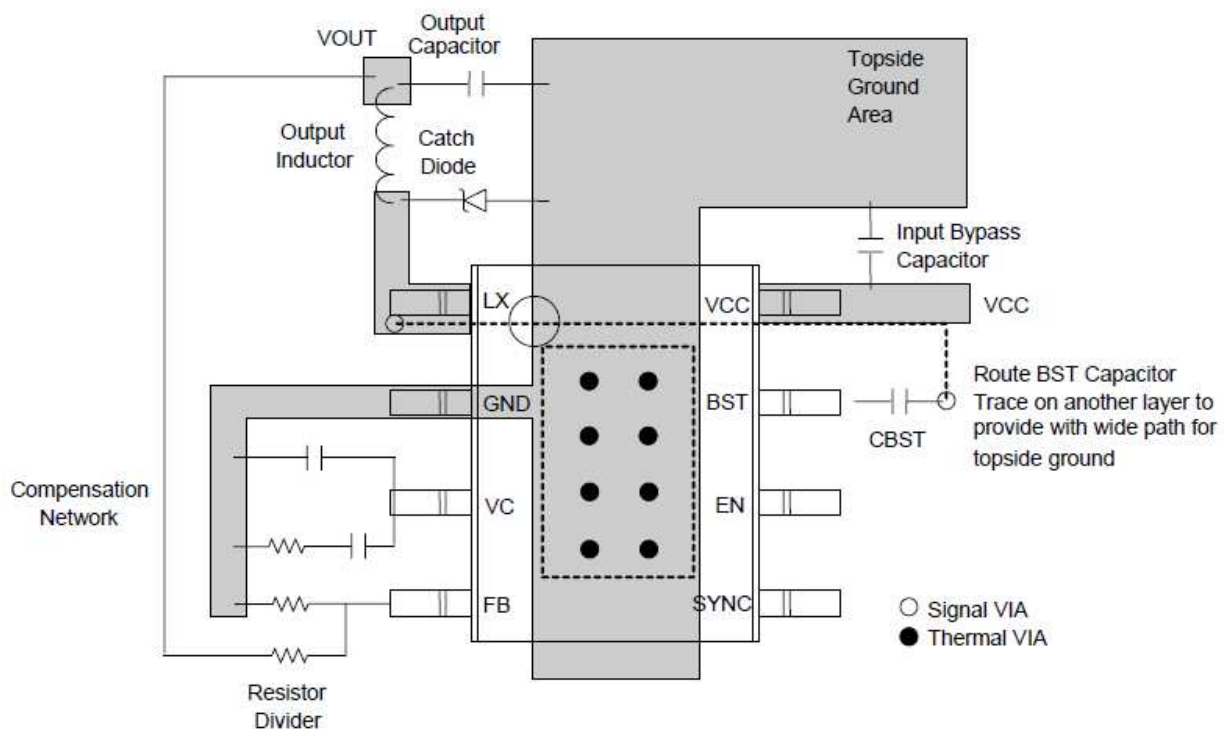 VOUT
Output
Capacitor
Topside
Ground
Area
Output
Inductor
Catch
Diode
Input Bypass
Capacitor
LX
VCC
VCC
GND
BST
CBST
Route BST Capacitor
Trace on another layer to
provide with wide path for
topside ground
Compensation
Network
VC
EN
FB
SYNC
Signal VIA
Thermal VIA
Resistor
Divider